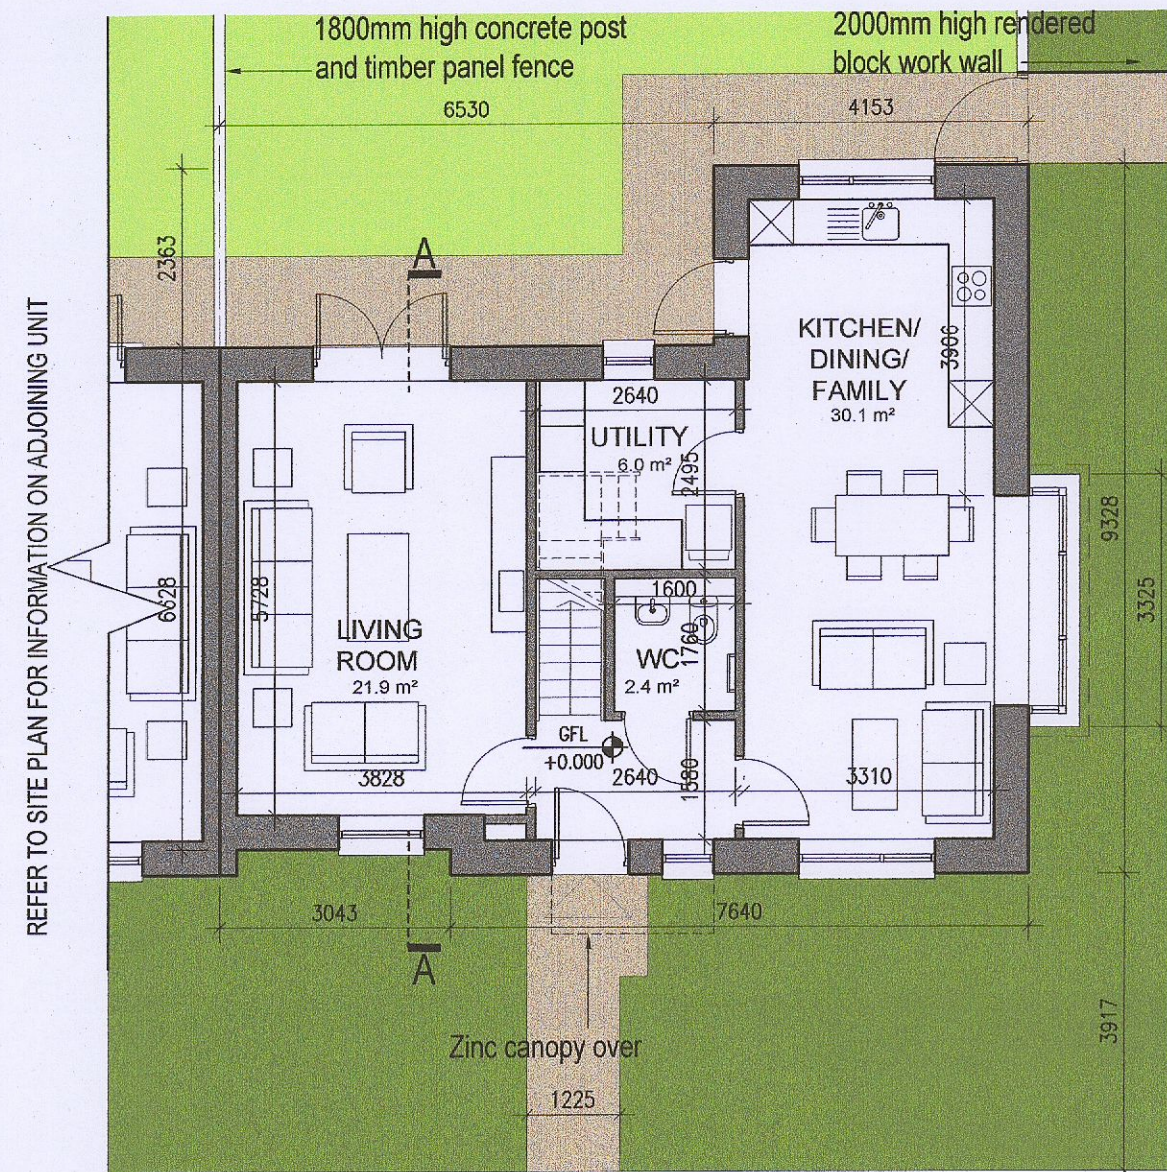 1800mm high concrete post
and timber panel fence
2000mm high rendered
block work wall
6530
4153
2363
A
KITCHEN/
DINING/
FAMILY
30.1 m²
3906
2640
UTILITY
6.0 m²
2495
REFER TO SITE PLAN FOR INFORMATION ON ADJOINING UNIT
6628
5728
9328
3325
1600
1760
LIVING
ROOM
21.9 m²
WC
2.4 m²
GFL
+0.000
3828
2640
1580
3310
3043
7640
A
Zinc canopy over
3917
1225